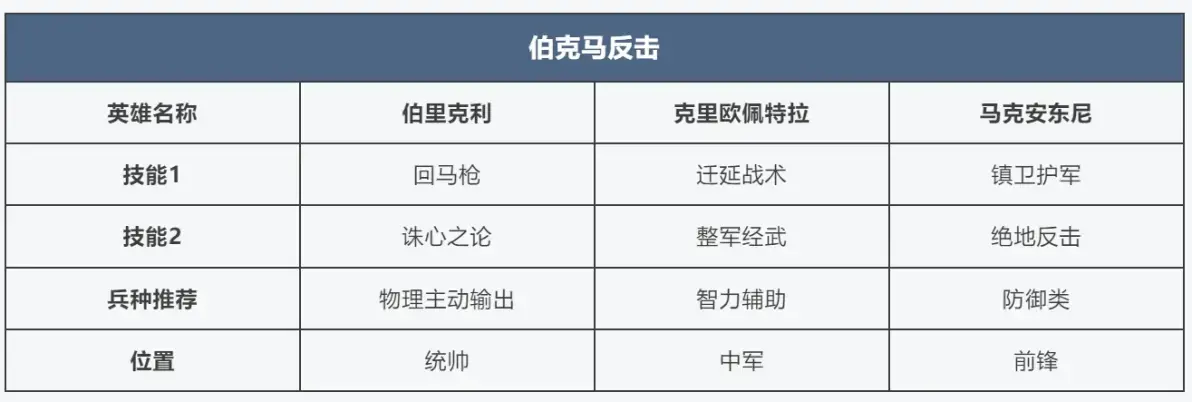 伯克马反击
英雄名称 伯里克利 克里欧佩特拉 马克安东尼
技能1 回马枪 迁延战术 镇卫护军
技能2 诛心之论 整军经武 绝地反击
兵种推荐 物理主动输出 智力辅助 防御类
位置 统帅 中军 前锋